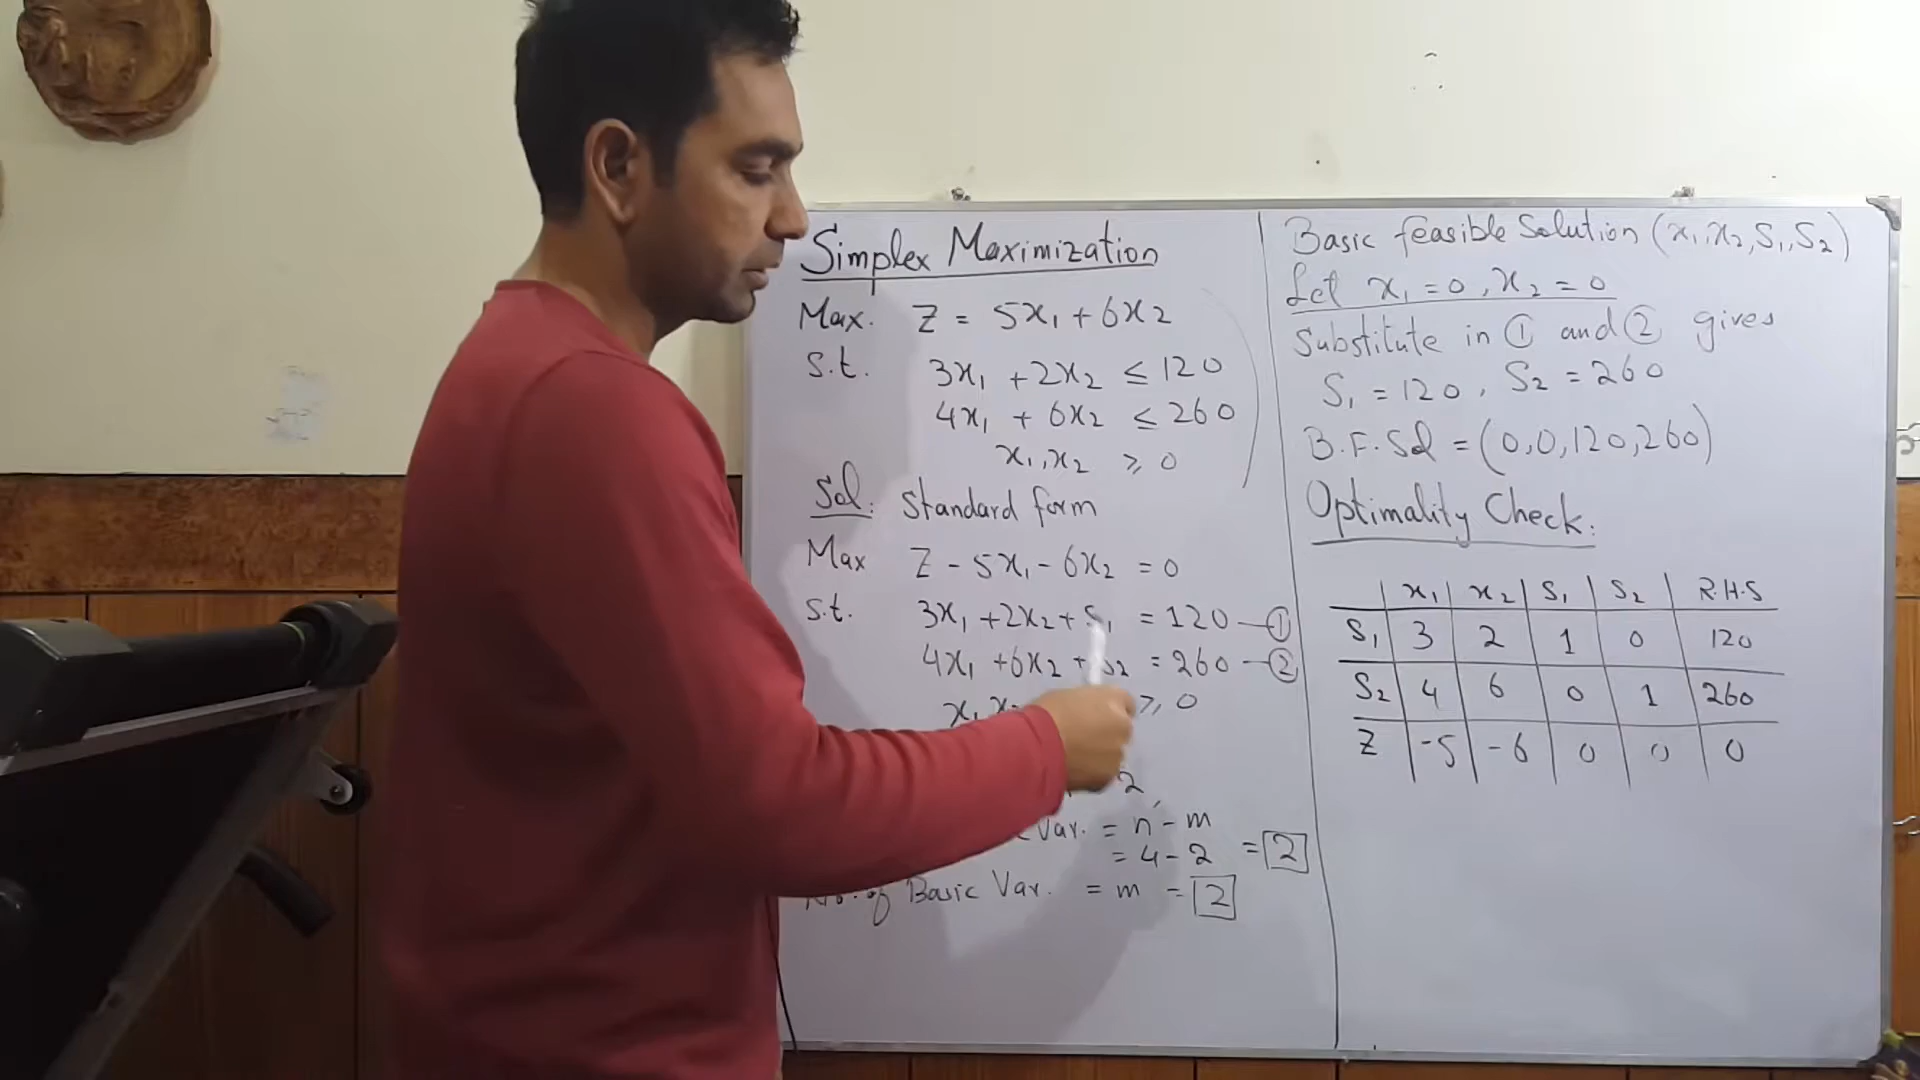 Simplex Maximization
Max. Z = 5x₁ + 6x₂
s.t. 3x₁ + 2x₂ ≤ 120
4x₁ + 6x₂ ≤ 260
x₁, x₂ ≥ 0
Sol: Standard form
Max Z - 5x₁ - 6x₂ = 0
s.t. 3x₁ + 2x₂ + S₁ = 120 — ①
4x₁ + 6x₂ + S₂ = 260 — ②
x₁ ≥ 0
2
Var. = n - m
= 4 - 2 = 2
No. of Basic Var. = m = 2
Basic feasible Solution (x₁, x₂, S₁, S₂)
Let x₁ = 0, x₂ = 0
Substitute in ① and ② gives
S₁ = 120, S₂ = 260
B.F. Sol = (0,0,120,260)
Optimality Check:
x₁ x₂ S₁ S₂ R.H.S
S₁ 3 2 1 0 120
S₂ 4 6 0 1 260
Z -5 -6 0 0 0